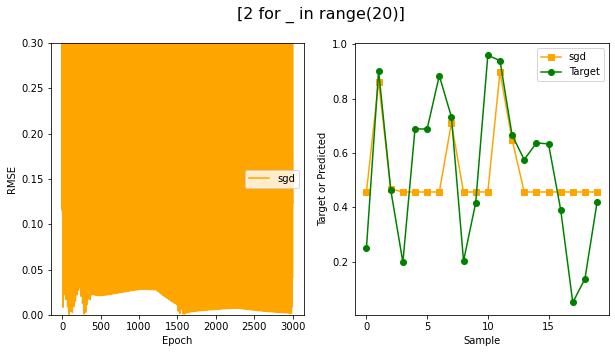 [2 for _ in range(20)]
0.30
0.25
0.20
0.15
0.10
0.05
0.00
RMSE
sgd
0 500 1000 1500 2000 2500 3000
Epoch
1.0
0.8
0.6
0.4
0.2
Target or Predicted
sgd
Target
0 5 10 15
Sample